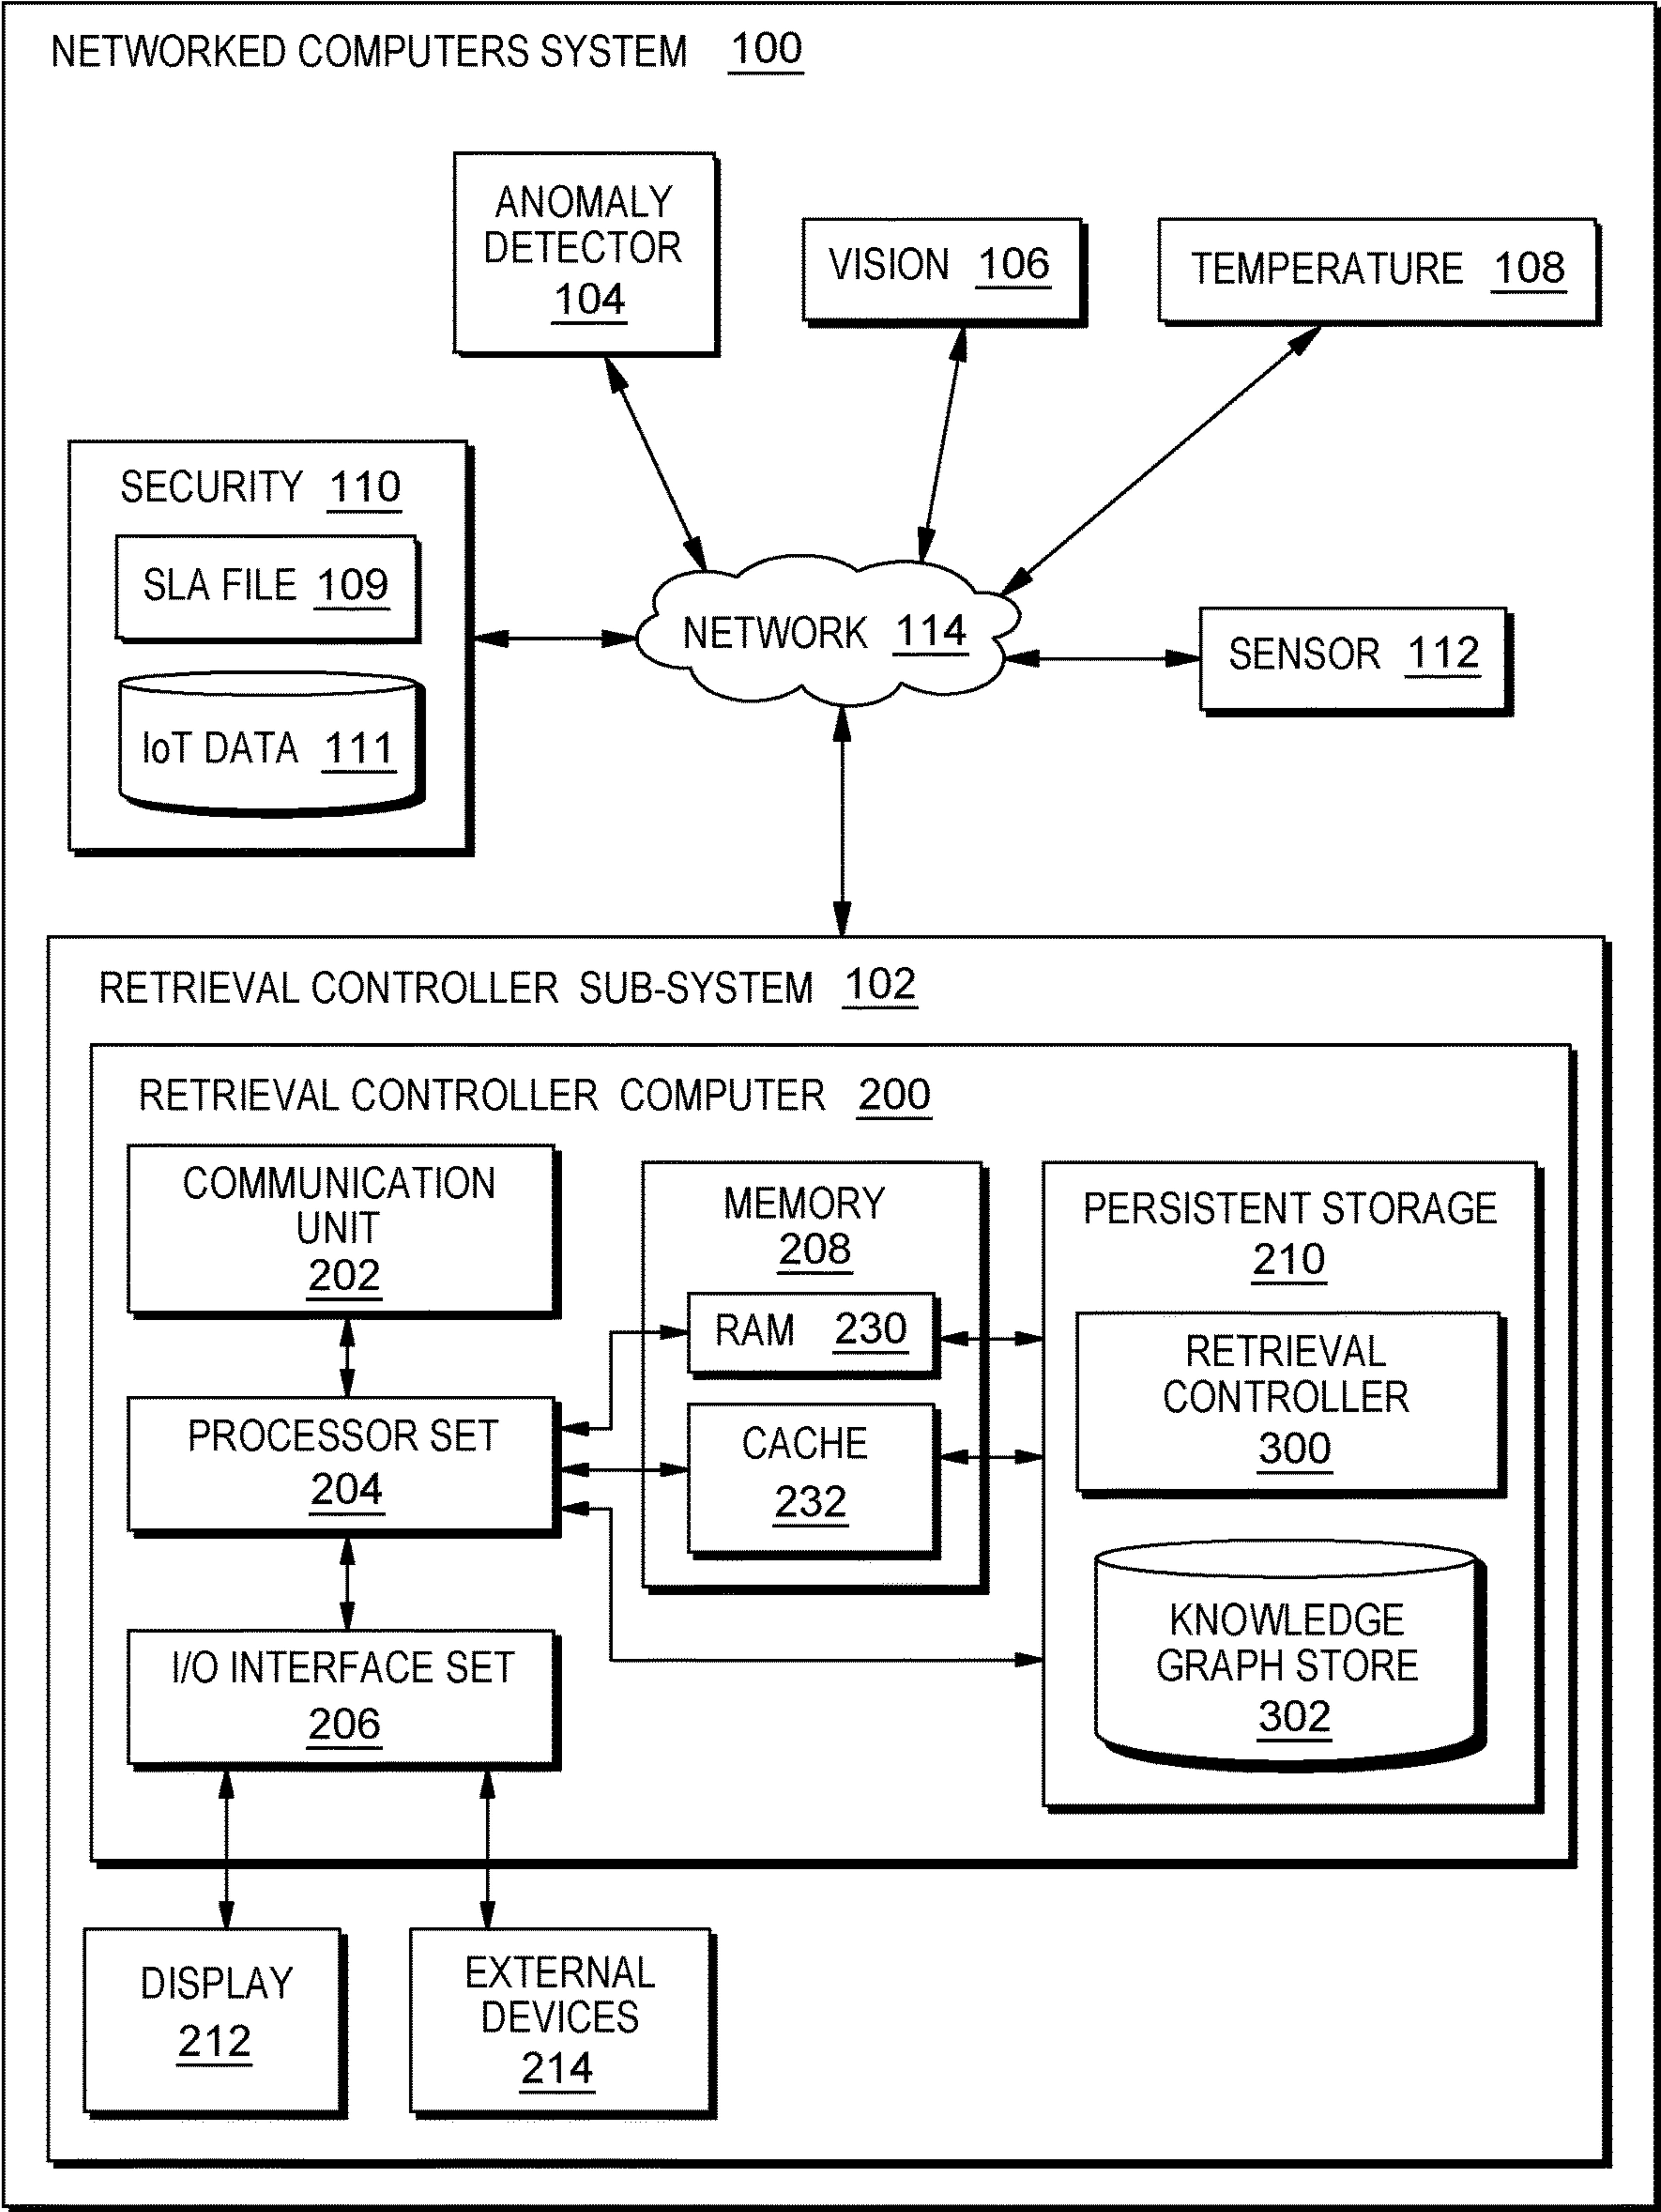 NETWORKED COMPUTERS SYSTEM 100
ANOMALY
DETECTOR
104
VISION 106
TEMPERATURE 108
SECURITY 110
SLA FILE 109
IoT DATA 111
NETWORK 114
SENSOR 112
RETRIEVAL CONTROLLER SUB-SYSTEM 102
RETRIEVAL CONTROLLER COMPUTER 200
COMMUNICATION
UNIT
202
PROCESSOR SET
204
I/O INTERFACE SET
206
MEMORY
208
RAM 230
CACHE
232
PERSISTENT STORAGE
210
RETRIEVAL
CONTROLLER
300
KNOWLEDGE
GRAPH STORE
302
DISPLAY
212
EXTERNAL
DEVICES
214